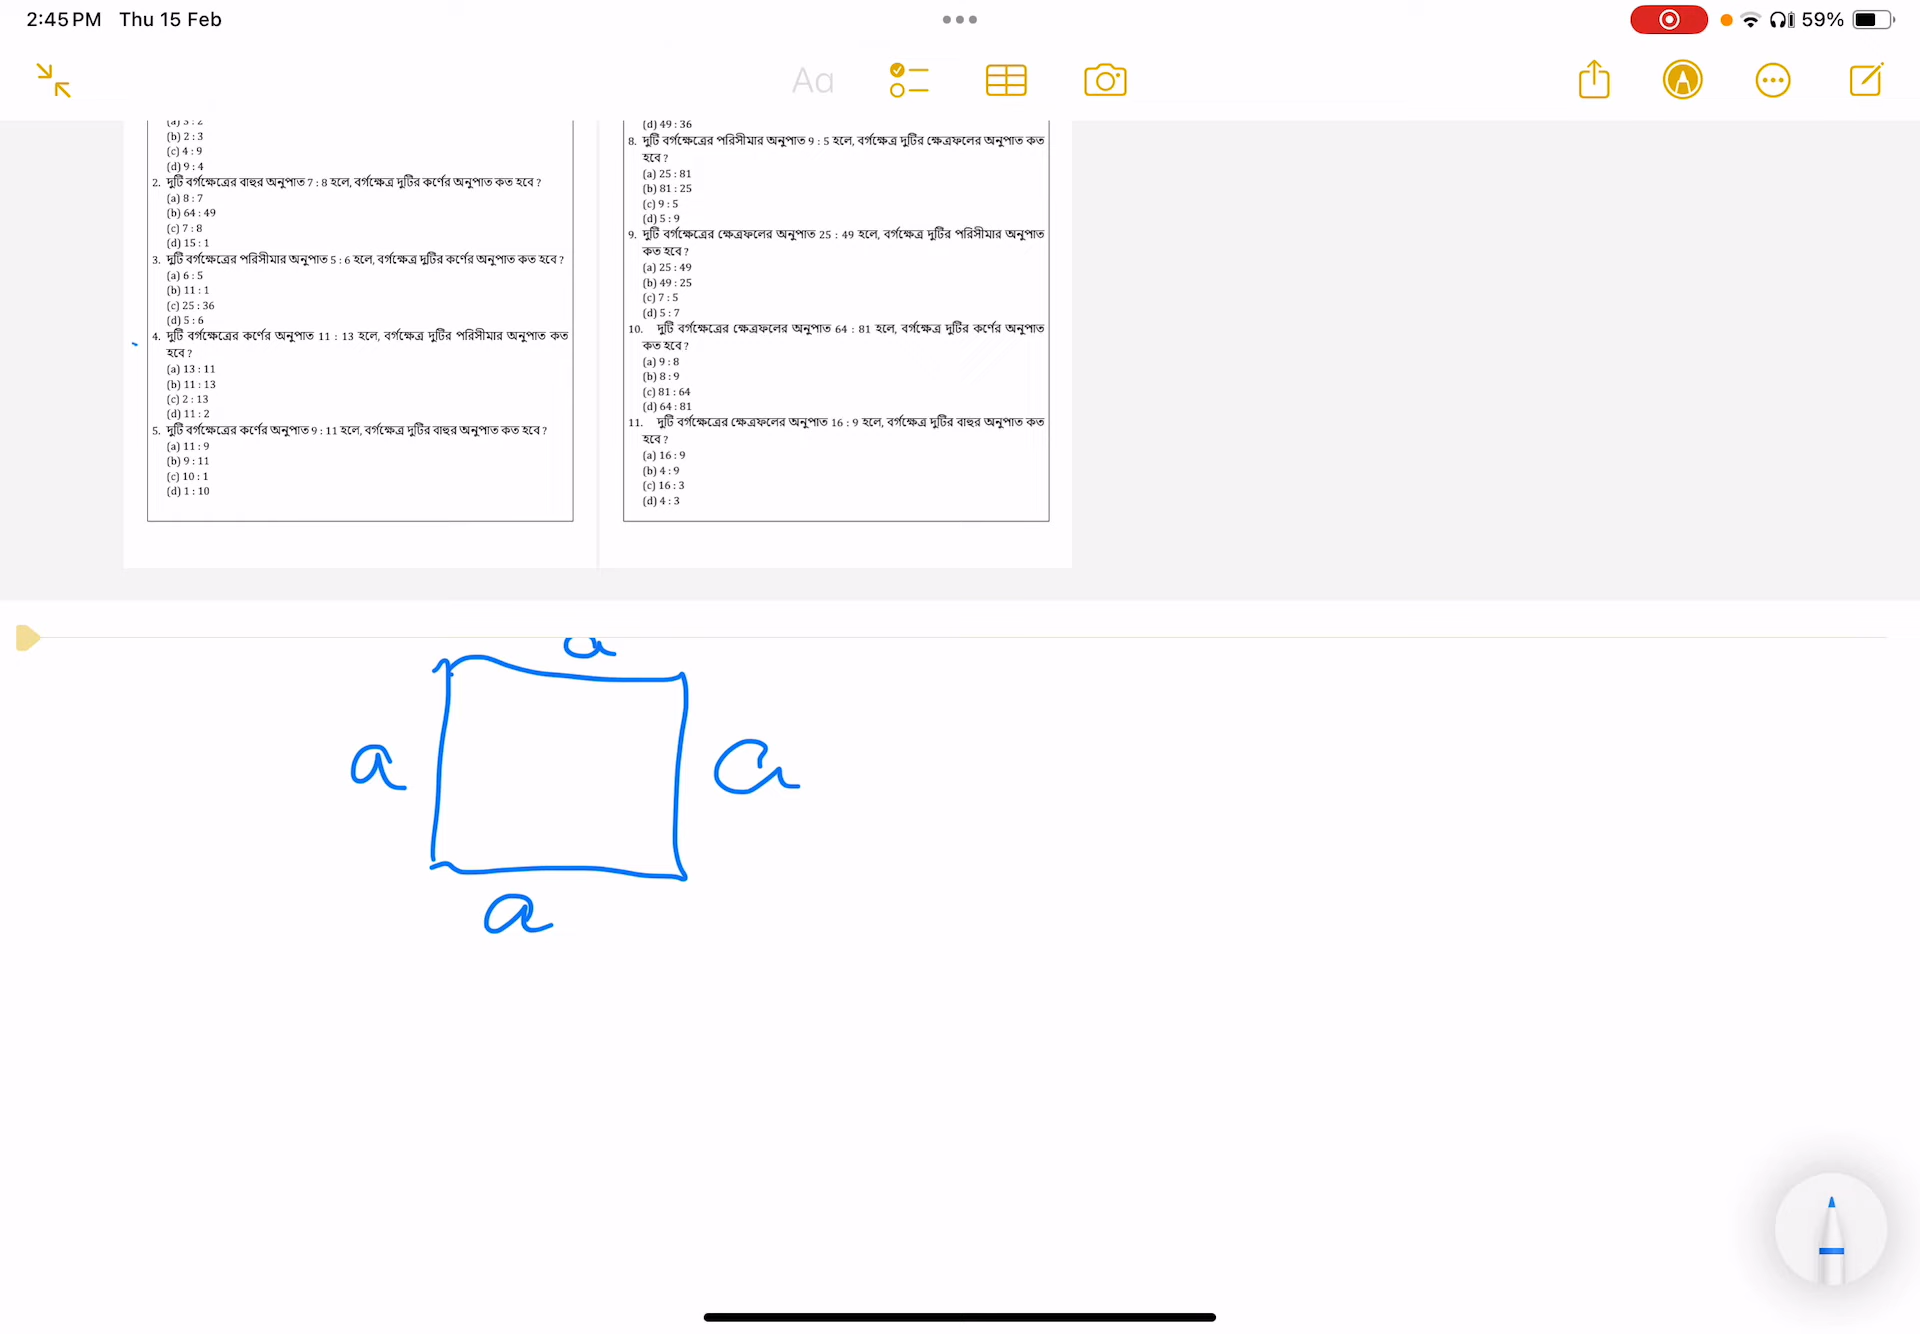 2:45 PM Thu 15 Feb
59%
Aa
(a) 3 : 2
(b) 2 : 3
(c) 4 : 9
(d) 9 : 4
2. দুটি বর্গক্ষেত্রের বাহুর অনুপাত 7 : 8 হলে, বর্গক্ষেত্র দুটির কর্ণের অনুপাত কত হবে ?
(a) 8 : 7
(b) 64 : 49
(c) 7 : 8
(d) 15 : 1
3. দুটি বর্গক্ষেত্রের পরিসীমার অনুপাত 5 : 6 হলে, বর্গক্ষেত্র দুটির কর্ণের অনুপাত কত হবে ?
(a) 6 : 5
(b) 11 : 1
(c) 25 : 36
(d) 5 : 6
4. দুটি বর্গক্ষেত্রের কর্ণের অনুপাত 11 : 13 হলে, বর্গক্ষেত্র দুটির পরিসীমার অনুপাত কত
হবে ?
(a) 13 : 11
(b) 11 : 13
(c) 2 : 13
(d) 11 : 2
5. দুটি বর্গক্ষেত্রের কর্ণের অনুপাত 9 : 11 হলে, বর্গক্ষেত্র দুটির বাহুর অনুপাত কত হবে ?
(a) 11 : 9
(b) 9 : 11
(c) 10 : 1
(d) 1 : 10
(d) 49 : 36
8. দুটি বর্গক্ষেত্রের পরিসীমার অনুপাত 9 : 5 হলে, বর্গক্ষেত্র দুটির ক্ষেত্রফলের অনুপাত কত
হবে ?
(a) 25 : 81
(b) 81 : 25
(c) 9 : 5
(d) 5 : 9
9. দুটি বর্গক্ষেত্রের ক্ষেত্রফলের অনুপাত 25 : 49 হলে, বর্গক্ষেত্র দুটির পরিসীমার অনুপাত
কত হবে ?
(a) 25 : 49
(b) 49 : 25
(c) 7 : 5
(d) 5 : 7
10. দুটি বর্গক্ষেত্রের ক্ষেত্রফলের অনুপাত 64 : 81 হলে, বর্গক্ষেত্র দুটির কর্ণের অনুপাত
কত হবে ?
(a) 9 : 8
(b) 8 : 9
(c) 81 : 64
(d) 64 : 81
11. দুটি বর্গক্ষেত্রের ক্ষেত্রফলের অনুপাত 16 : 9 হলে, বর্গক্ষেত্র দুটির বাহুর অনুপাত কত
হবে ?
(a) 16 : 9
(b) 4 : 9
(c) 16 : 3
(d) 4 : 3
a
a
a
a